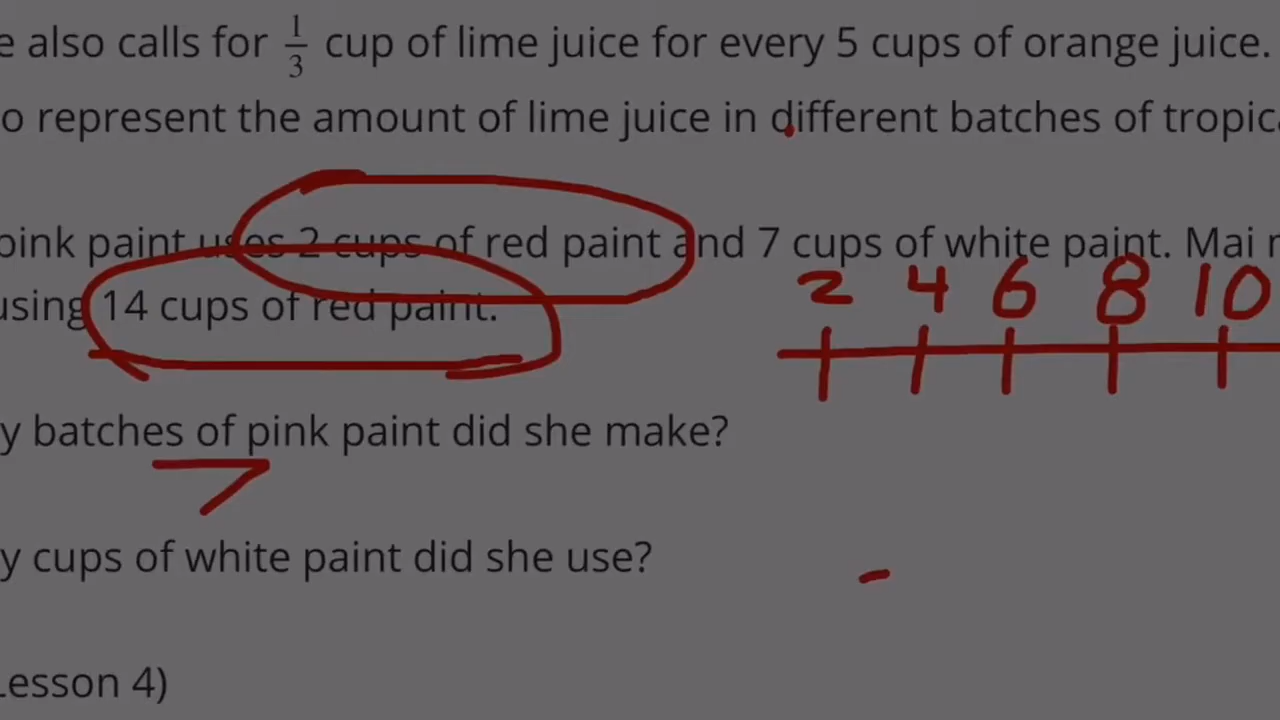 e also calls for 1/3 cup of lime juice for every 5 cups of orange juice.
o represent the amount of lime juice in different batches of tropic
pink paint uses 2 cups of red paint and 7 cups of white paint. Mai
using 14 cups of red paint.
2 4 6 8 10
y batches of pink paint did she make?
7
y cups of white paint did she use?
Lesson 4)